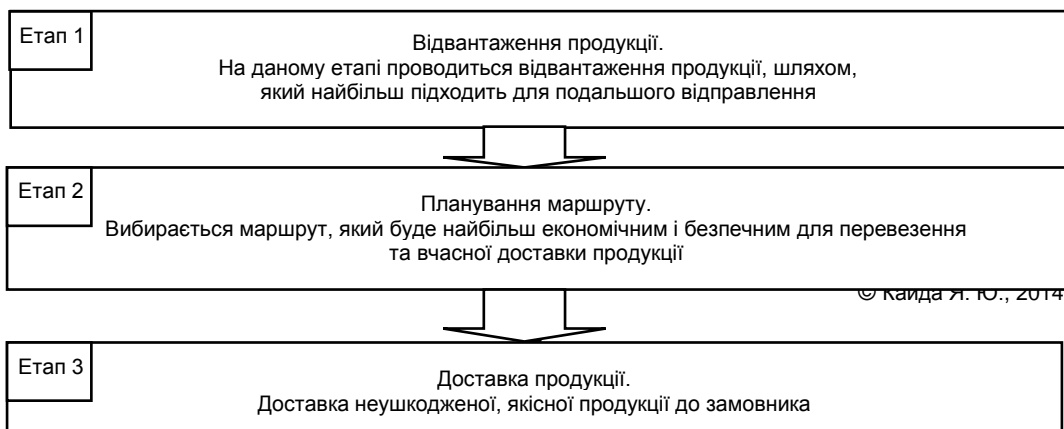 Етап 1
Відвантаження продукції.
На даному етапі проводиться відвантаження продукції, шляхом,
який найбільш підходить для подальшого відправлення
Етап 2
Планування маршруту.
Вибирається маршрут, який буде найбільш економічним і безпечним для перевезення
та вчасної доставки продукції
© Кайда Я. Ю., 2014
Етап 3
Доставка продукції.
Доставка неушкодженої, якісної продукції до замовника